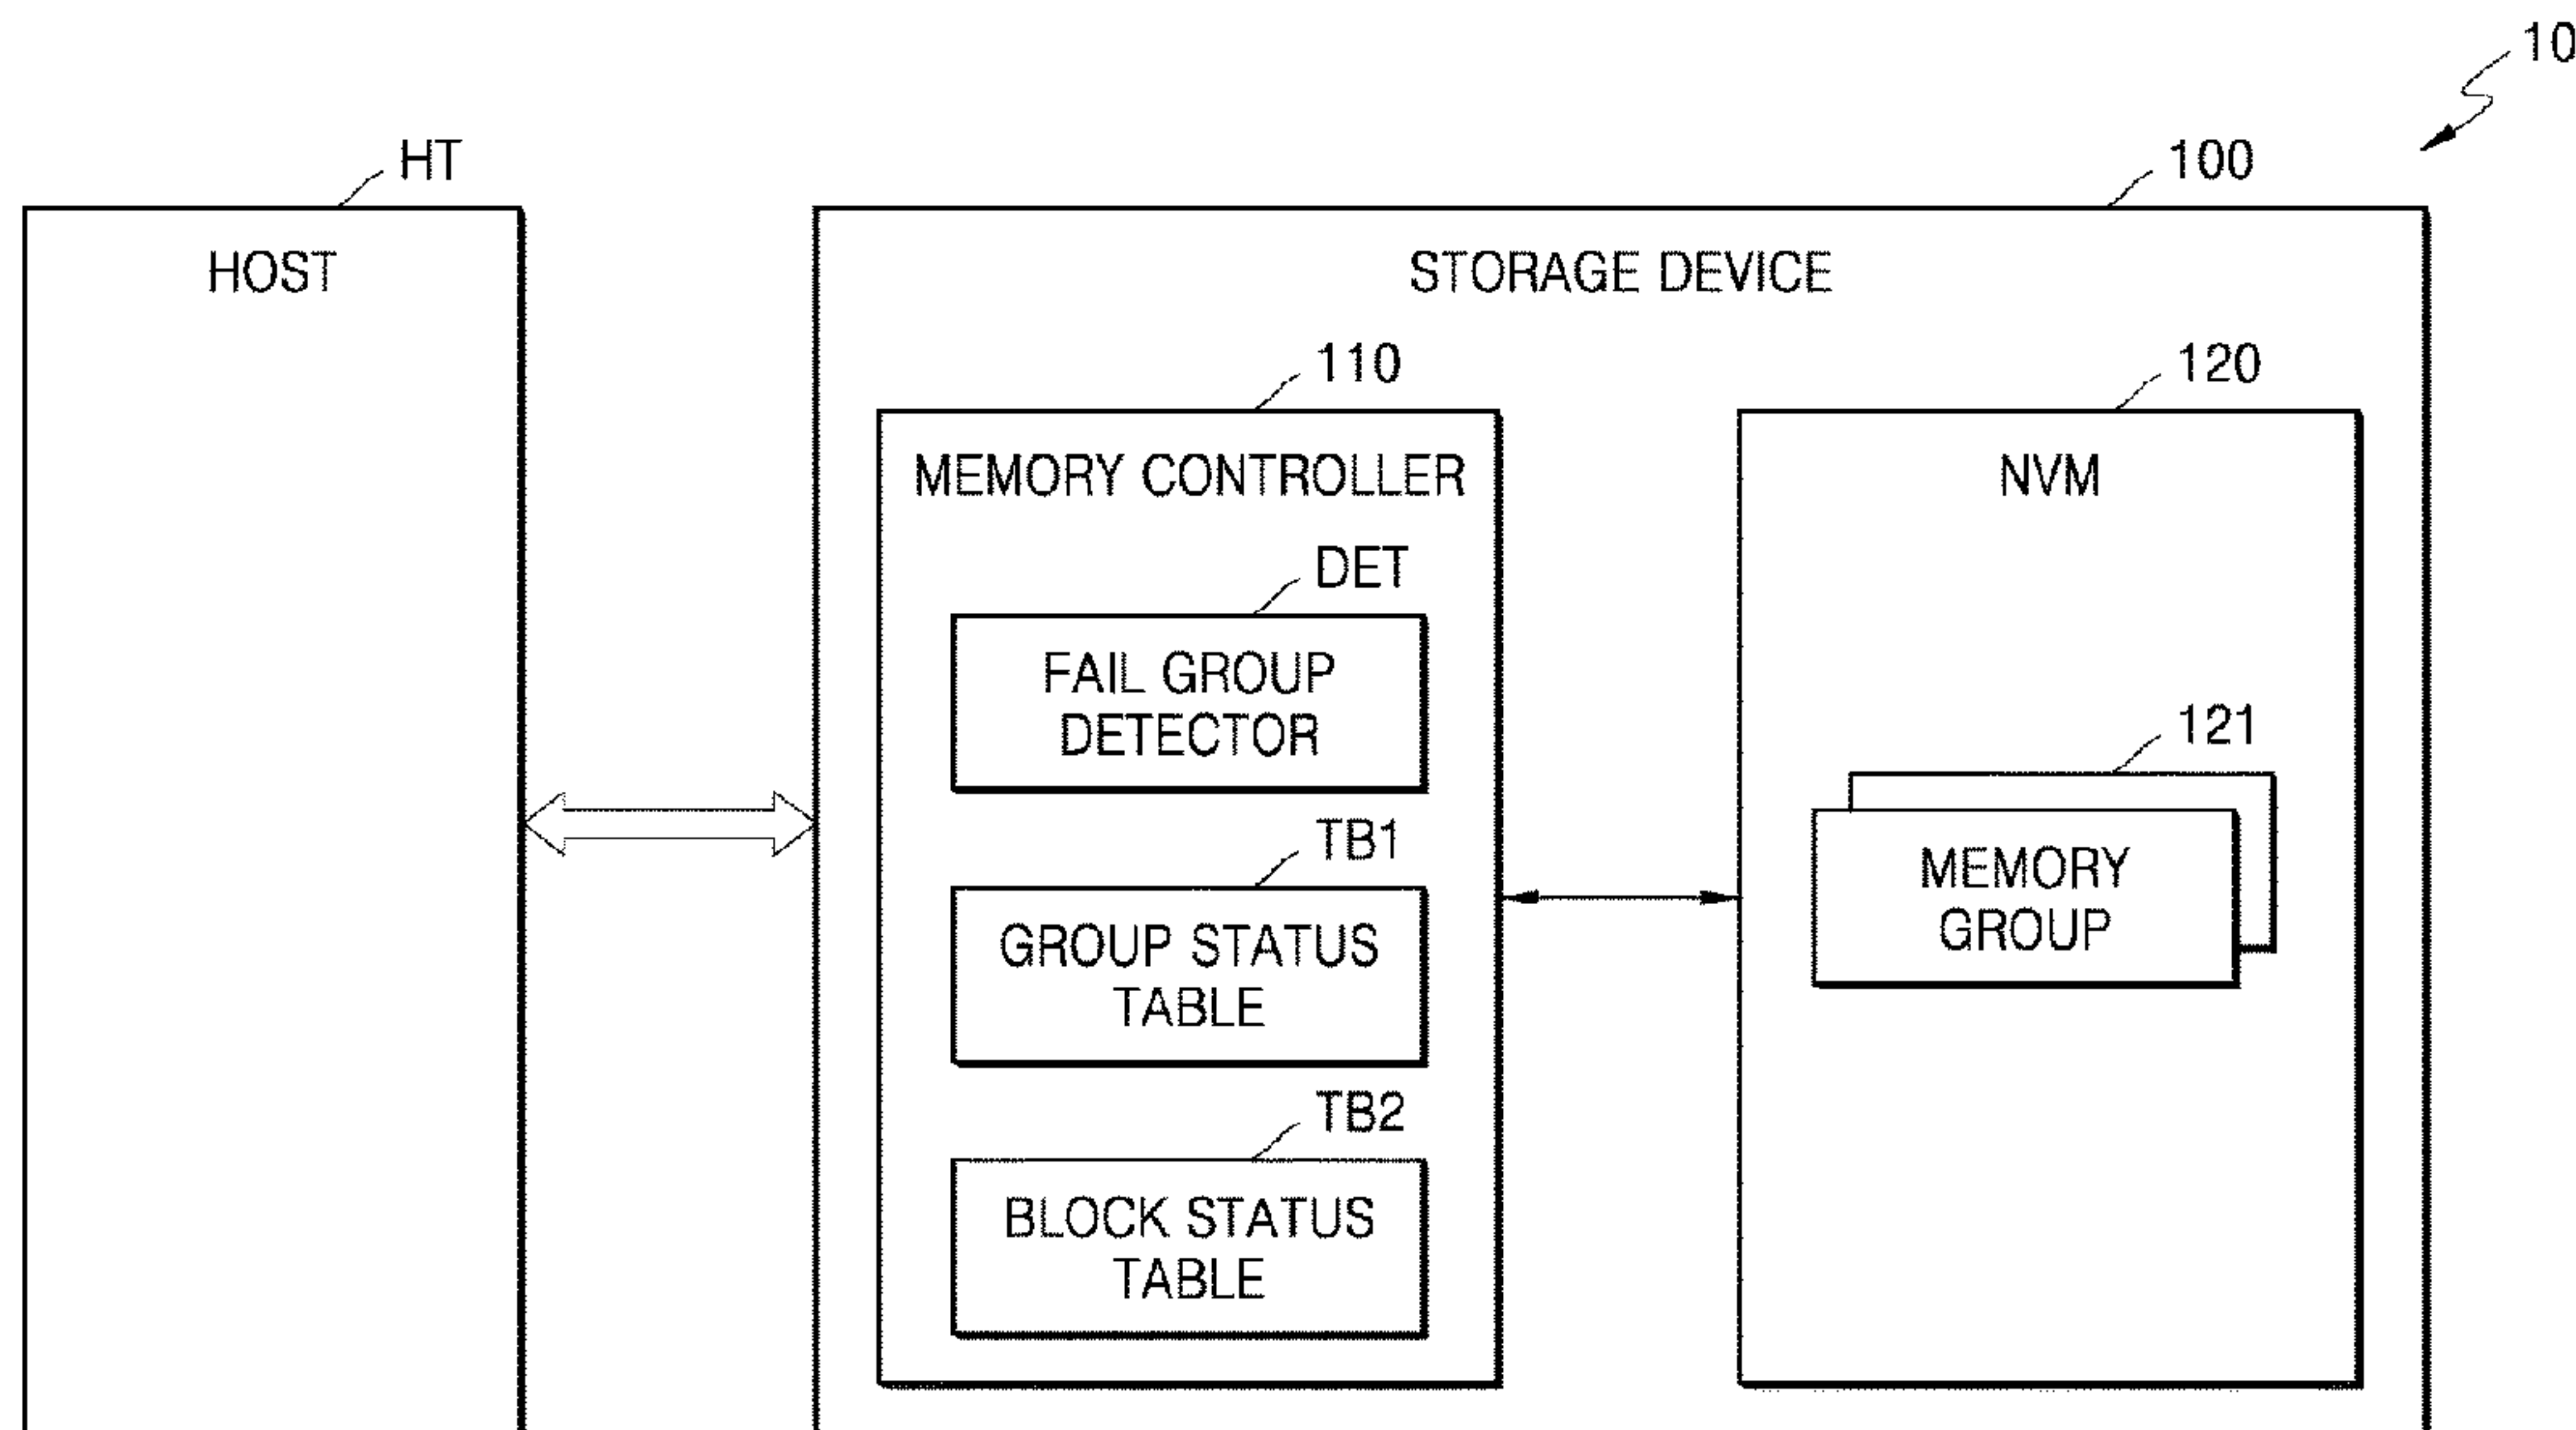 10
HT
100
HOST
STORAGE DEVICE
110
120
MEMORY CONTROLLER
NVM
DET
FAIL GROUP
DETECTOR
121
TB1
MEMORY
GROUP
GROUP STATUS
TABLE
TB2
BLOCK STATUS
TABLE